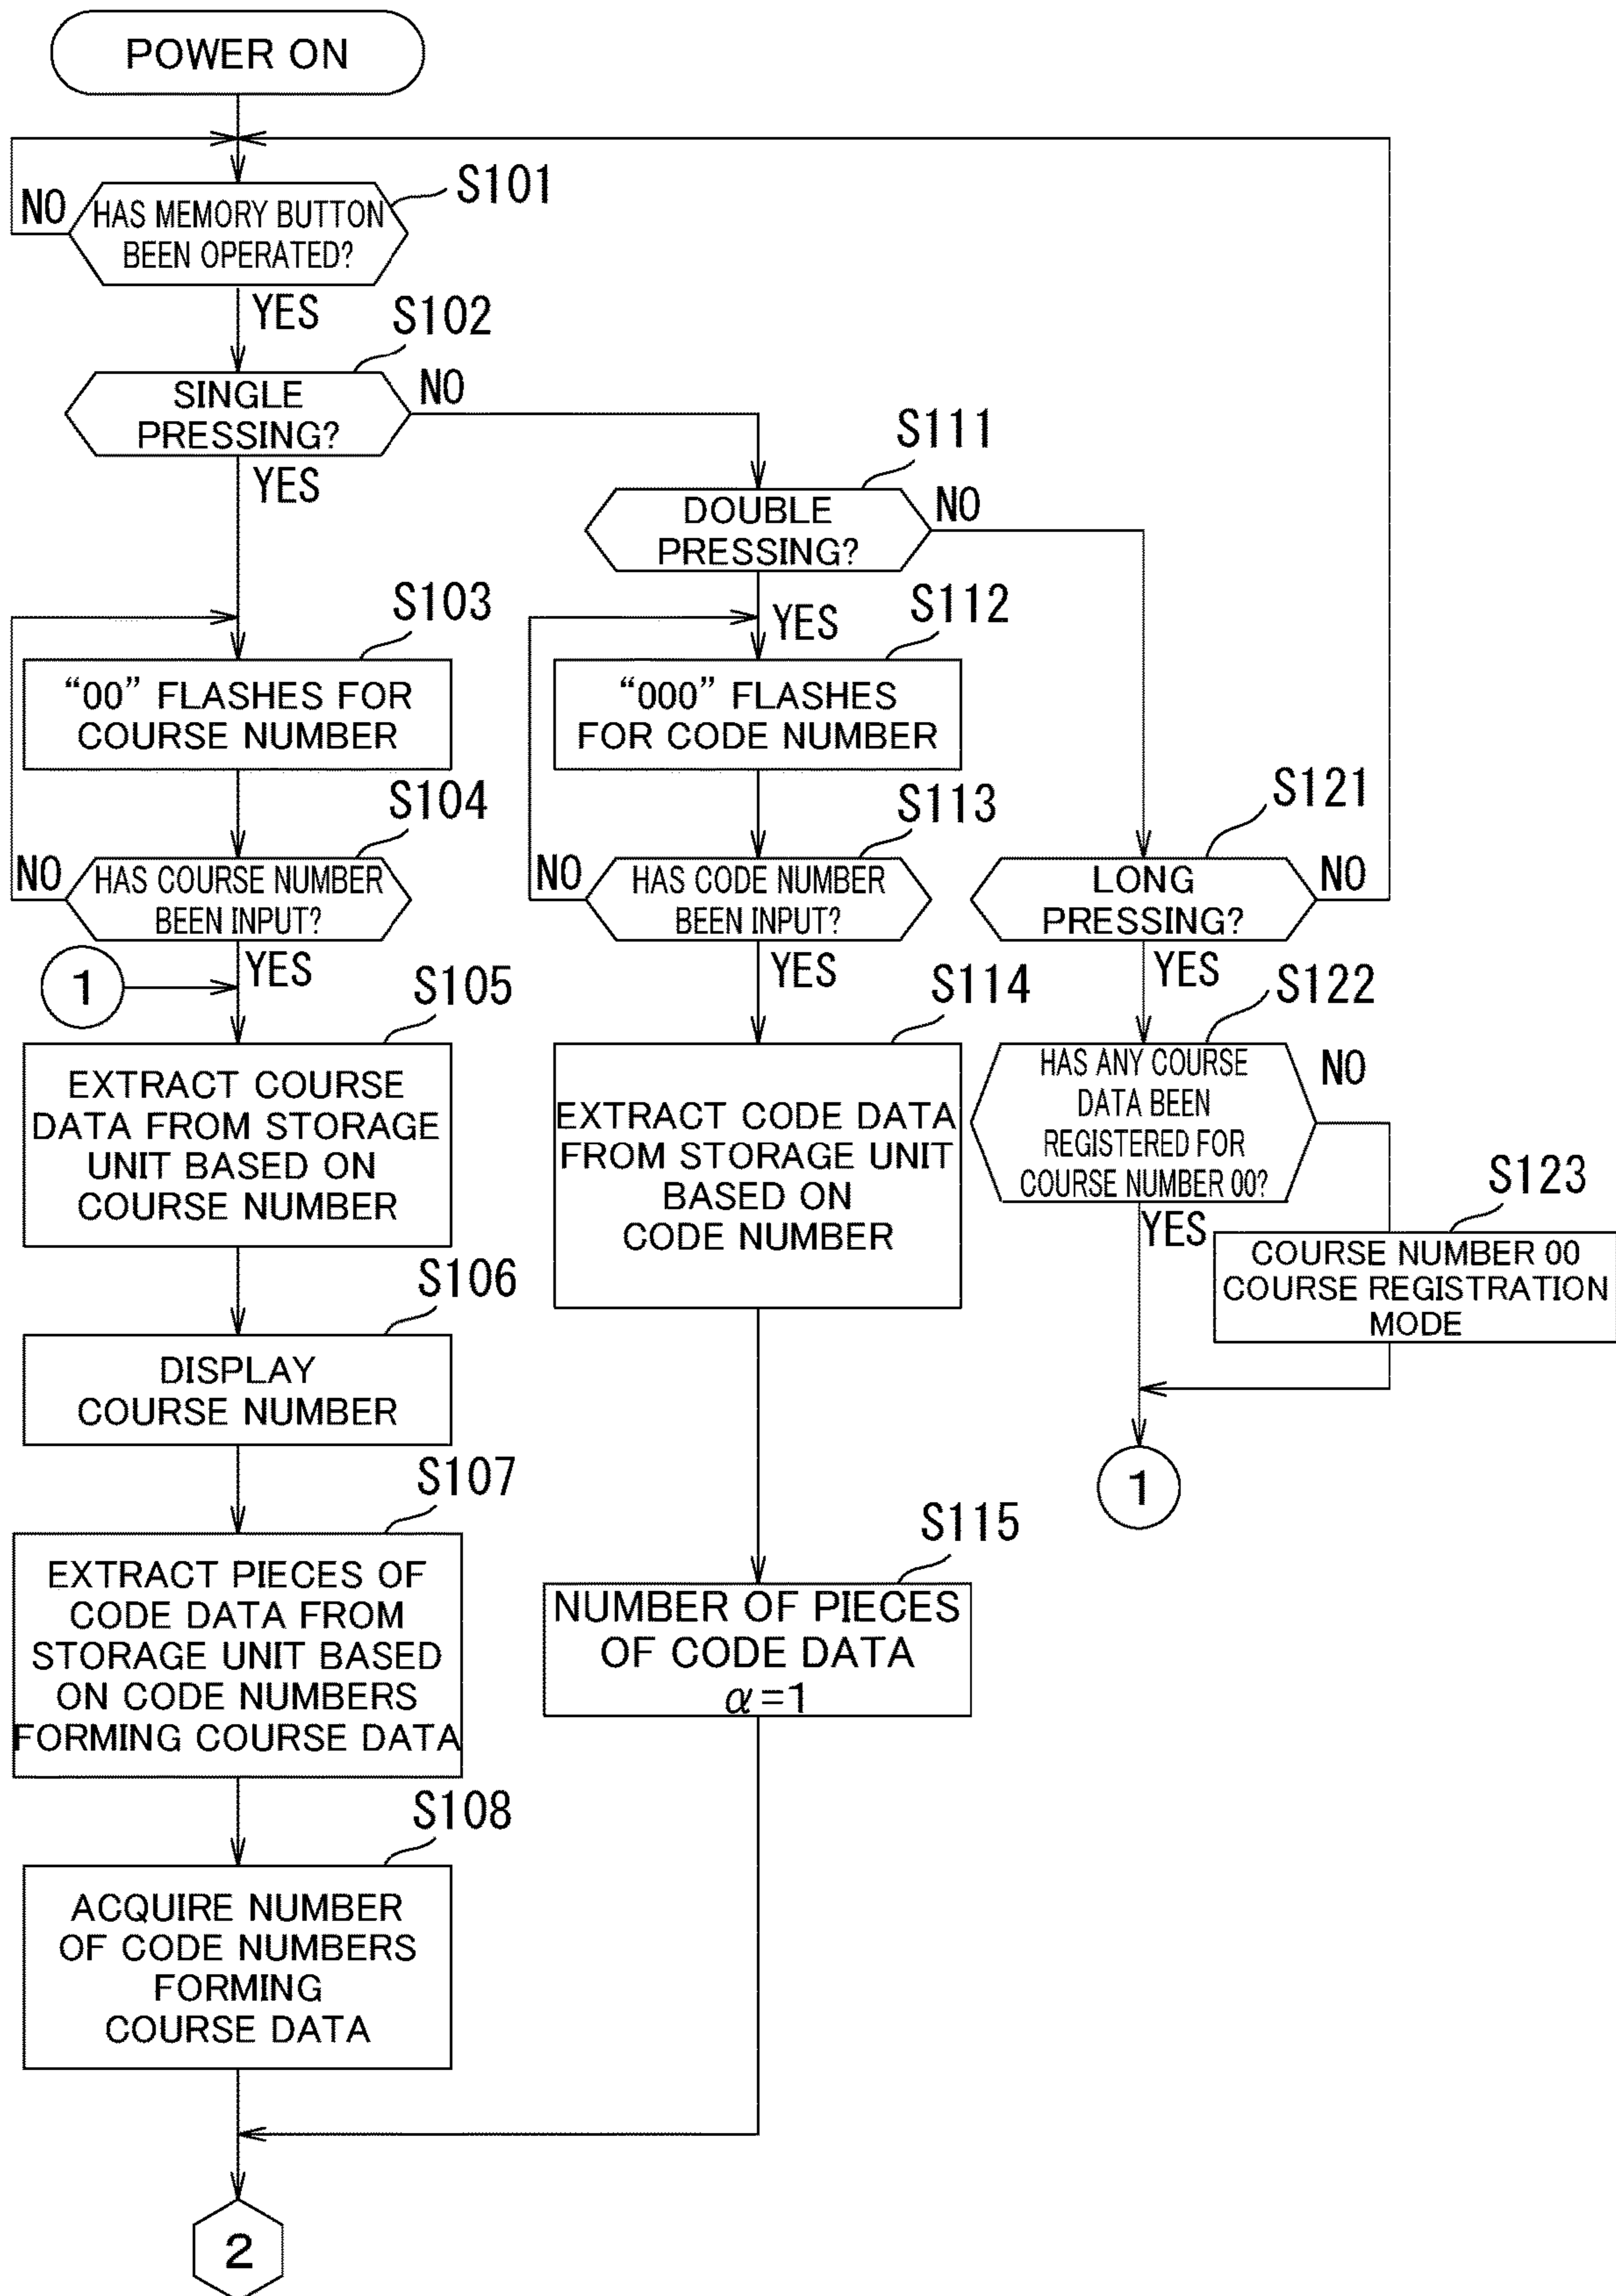 POWER ON
S101
NO
HAS MEMORY BUTTON
BEEN OPERATED?
YES
S102
SINGLE
PRESSING?
NO
YES
S111
DOUBLE
PRESSING?
NO
YES
S103
“00” FLASHES FOR
COURSE NUMBER
S112
“000” FLASHES
FOR CODE NUMBER
S104
NO
HAS COURSE NUMBER
BEEN INPUT?
YES
S113
NO
HAS CODE NUMBER
BEEN INPUT?
YES
S121
LONG
PRESSING?
NO
YES
1
S105
EXTRACT COURSE
DATA FROM STORAGE
UNIT BASED ON
COURSE NUMBER
S114
EXTRACT CODE DATA
FROM STORAGE UNIT
BASED ON
CODE NUMBER
S122
HAS ANY COURSE
DATA BEEN
REGISTERED FOR
COURSE NUMBER 00?
NO
YES
S123
COURSE NUMBER 00
COURSE REGISTRATION
MODE
1
S106
DISPLAY
COURSE NUMBER
S107
EXTRACT PIECES OF
CODE DATA FROM
STORAGE UNIT BASED
ON CODE NUMBERS
FORMING COURSE DATA
S115
NUMBER OF PIECES
OF CODE DATA
α=1
S108
ACQUIRE NUMBER
OF CODE NUMBERS
FORMING
COURSE DATA
2